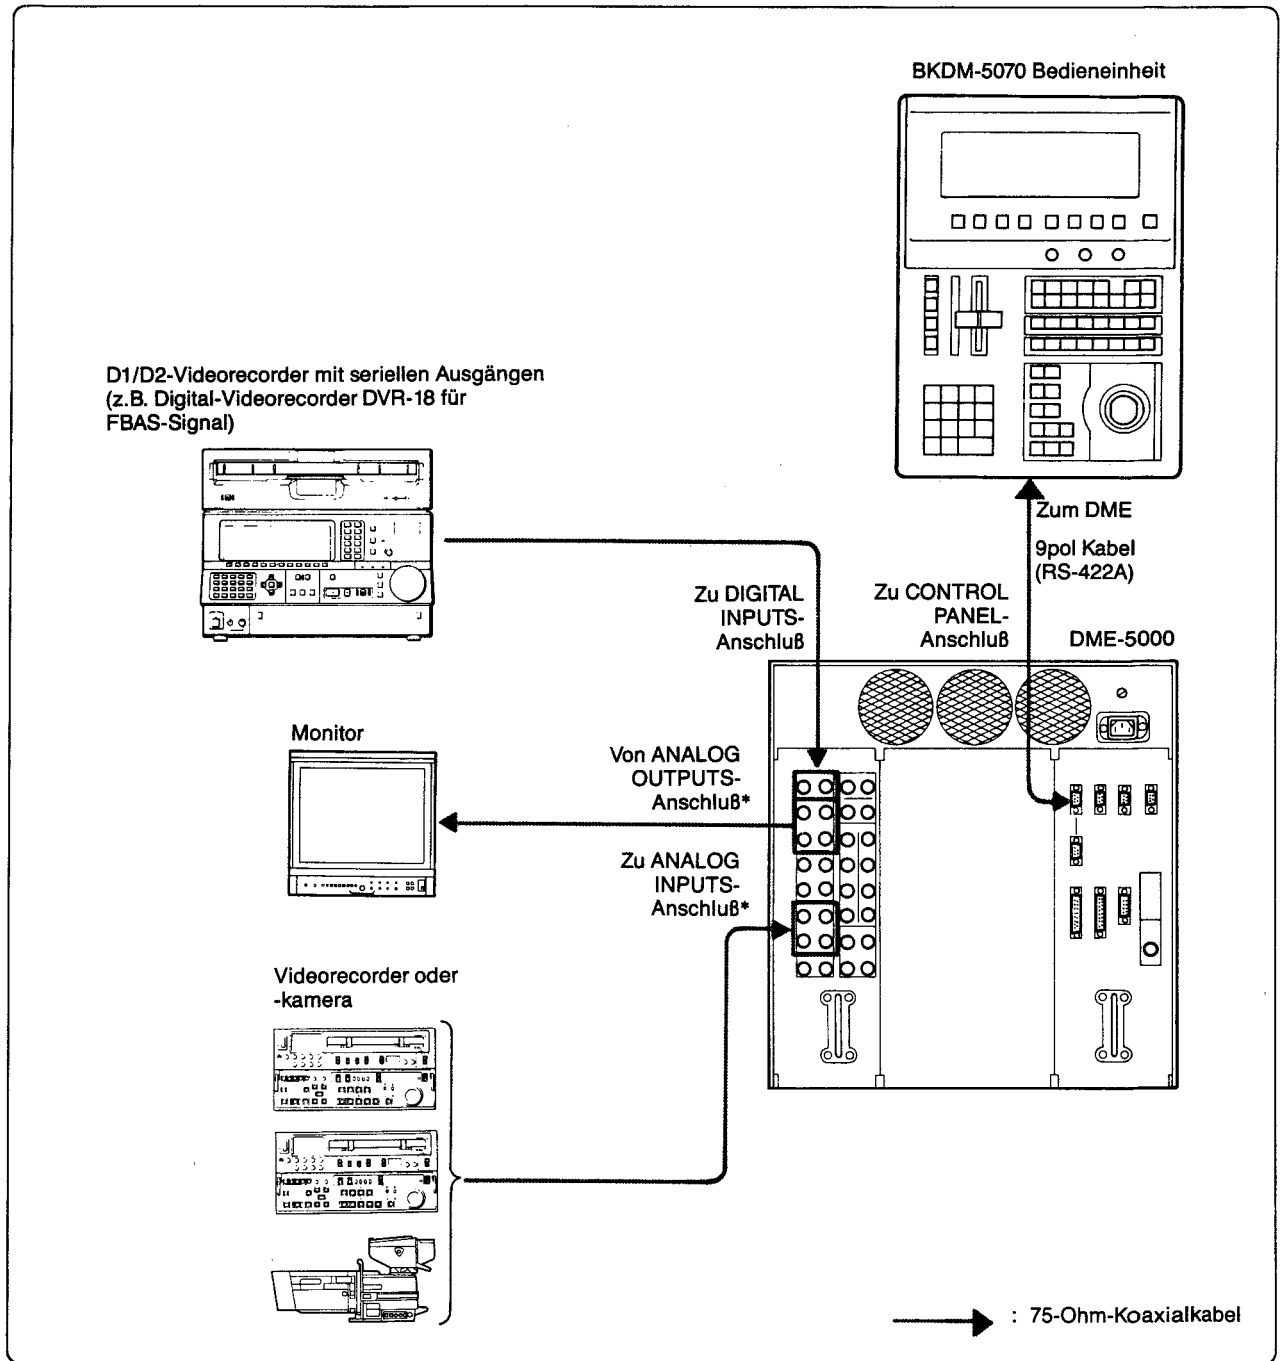 BKDM-5070 Bedieneinheit
D1/D2-Videorecorder mit seriellen Ausgängen
(z.B. Digital-Videorecorder DVR-18 für
FBAS-Signal)
Zum DME
9pol Kabel
(RS-422A)
Zu DIGITAL
INPUTS-
Anschluß
Zu CONTROL
PANEL-
Anschluß
DME-5000
Monitor
Von ANALOG
OUTPUTS-
Anschluß*
Zu ANALOG
INPUTS-
Anschluß*
Videorecorder oder
-kamera
: 75-Ohm-Koaxialkabel